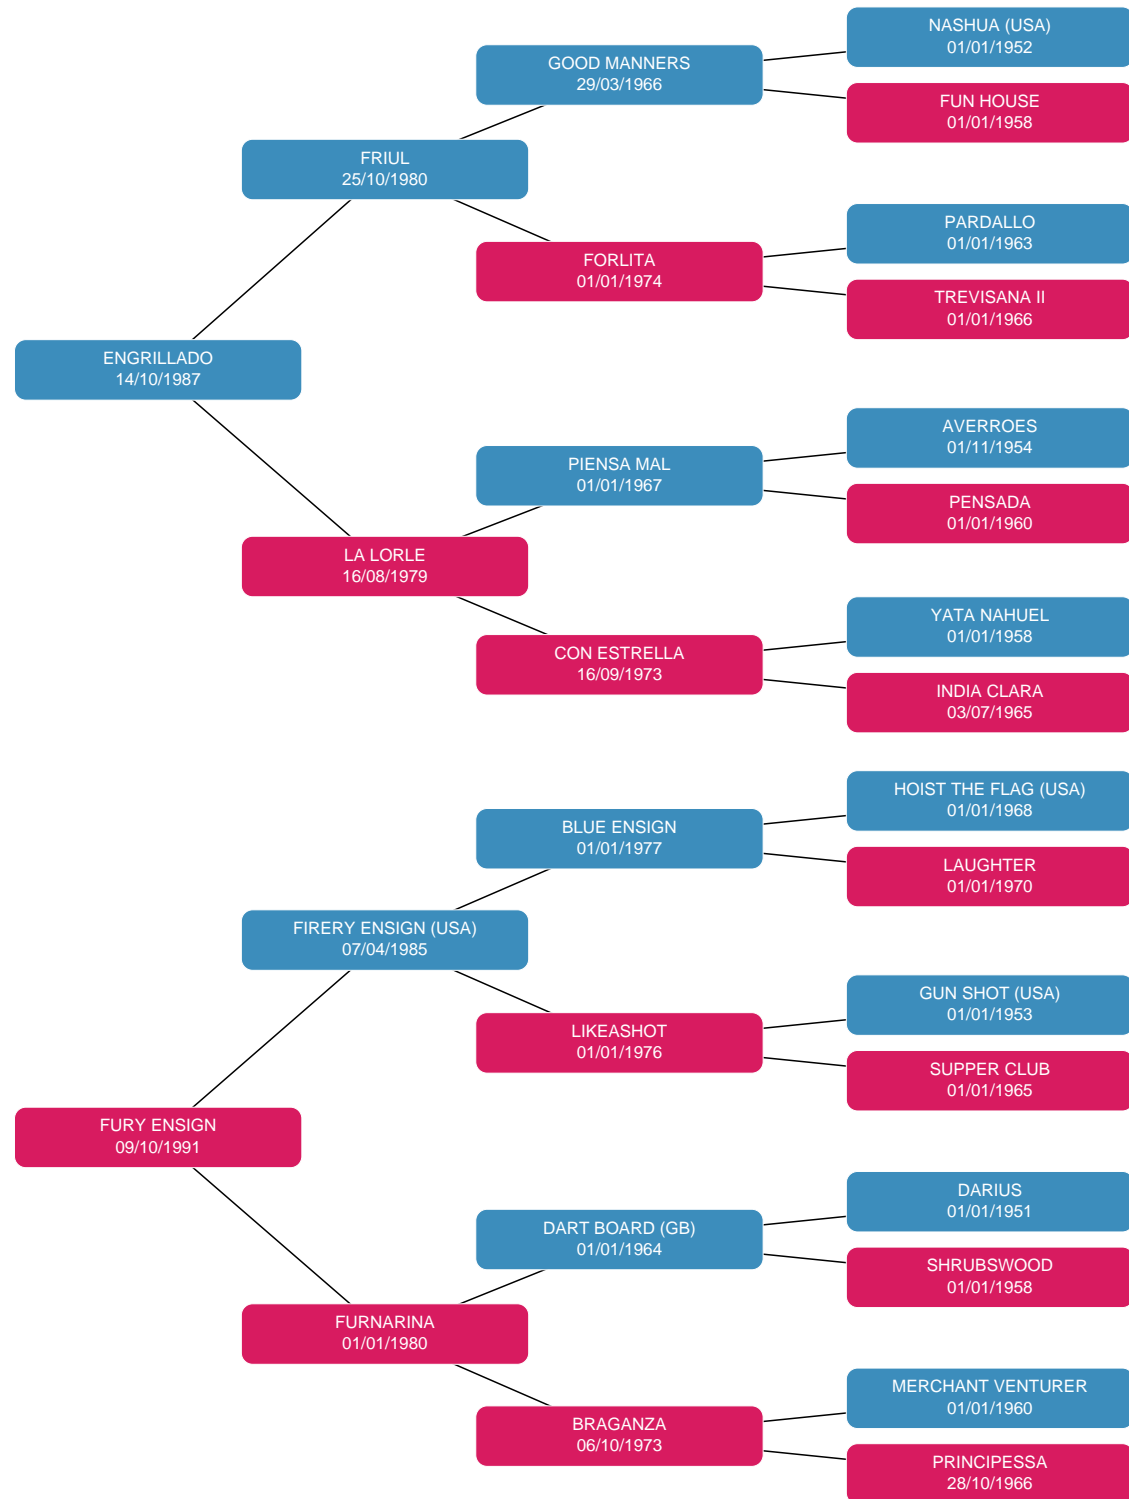 NASHUA (USA)
01/01/1952
GOOD MANNERS
29/03/1966
FUN HOUSE
01/01/1958
FRIUL
25/10/1980
PARDALLO
01/01/1963
FORLITA
01/01/1974
TREVISANA II
01/01/1966
ENGRILLADO
14/10/1987
AVERROES
01/11/1954
PIENSA MAL
01/01/1967
PENSADA
01/01/1960
LA LORLE
16/08/1979
YATA NAHUEL
01/01/1958
CON ESTRELLA
16/09/1973
INDIA CLARA
03/07/1965
HOIST THE FLAG (USA)
01/01/1968
BLUE ENSIGN
01/01/1977
LAUGHTER
01/01/1970
FIRERY ENSIGN (USA)
07/04/1985
GUN SHOT (USA)
01/01/1953
LIKEASHOT
01/01/1976
SUPPER CLUB
01/01/1965
FURY ENSIGN
09/10/1991
DARIUS
01/01/1951
DART BOARD (GB)
01/01/1964
SHRUBSWOOD
01/01/1958
FURNARINA
01/01/1980
MERCHANT VENTURER
01/01/1960
BRAGANZA
06/10/1973
PRINCIPESSA
28/10/1966